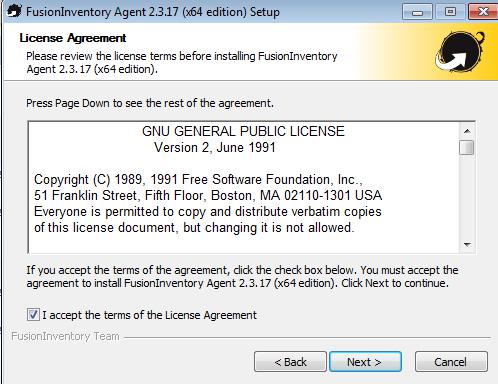 FusionInventory Agent 2.3.17 (x64 edition) Setup
License Agreement
Please review the license terms before installing FusionInventory
Agent 2.3.17 (x64 edition).
Press Page Down to see the rest of the agreement.
GNU GENERAL PUBLIC LICENSE
Version 2, June 1991
Copyright (C) 1989, 1991 Free Software Foundation, Inc.,
51 Franklin Street, Fifth Floor, Boston, MA 02110-1301 USA
Everyone is permitted to copy and distribute verbatim copies
of this license document, but changing it is not allowed.
If you accept the terms of the agreement, click the check box below. You must accept the
agreement to install FusionInventory Agent 2.3.17 (x64 edition). Click Next to continue.
I accept the terms of the License Agreement
FusionInventory Team
< Back Next > Cancel